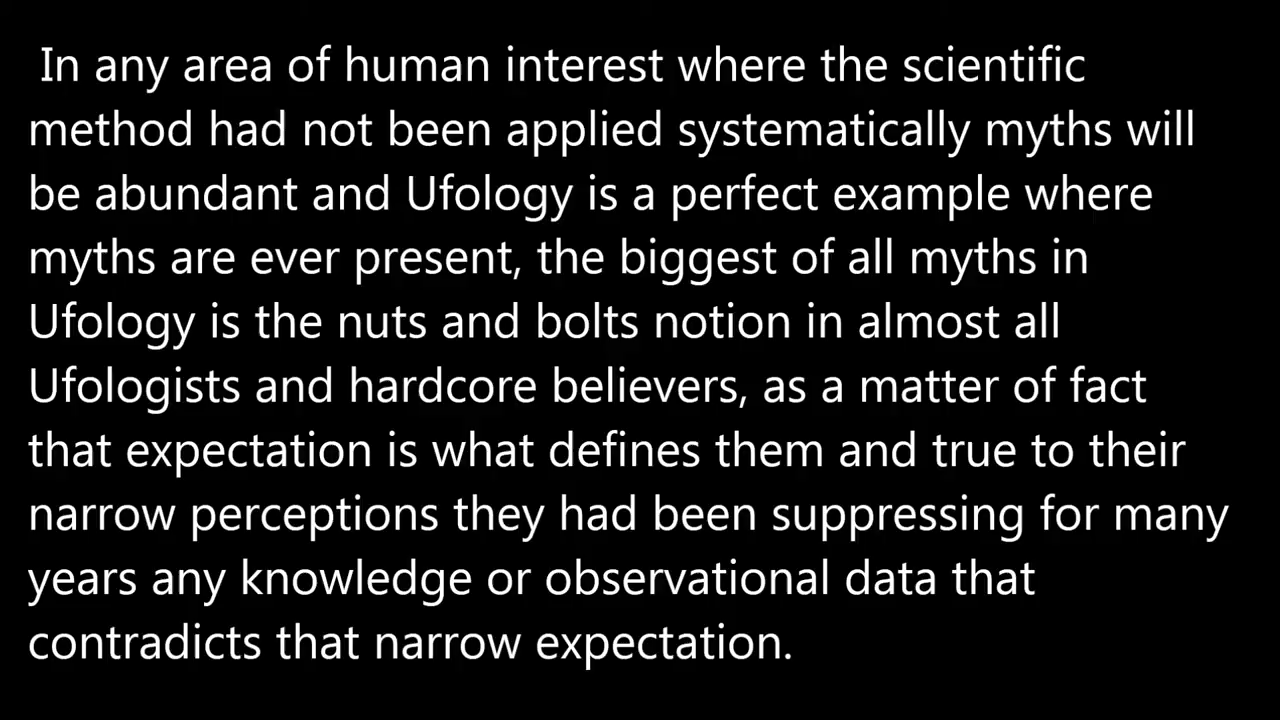 In any area of human interest where the scientific
method had not been applied systematically myths will
be abundant and Ufology is a perfect example where
myths are ever present, the biggest of all myths in
Ufology is the nuts and bolts notion in almost all
Ufologists and hardcore believers, as a matter of fact
that expectation is what defines them and true to their
narrow perceptions they had been suppressing for many
years any knowledge or observational data that
contradicts that narrow expectation.